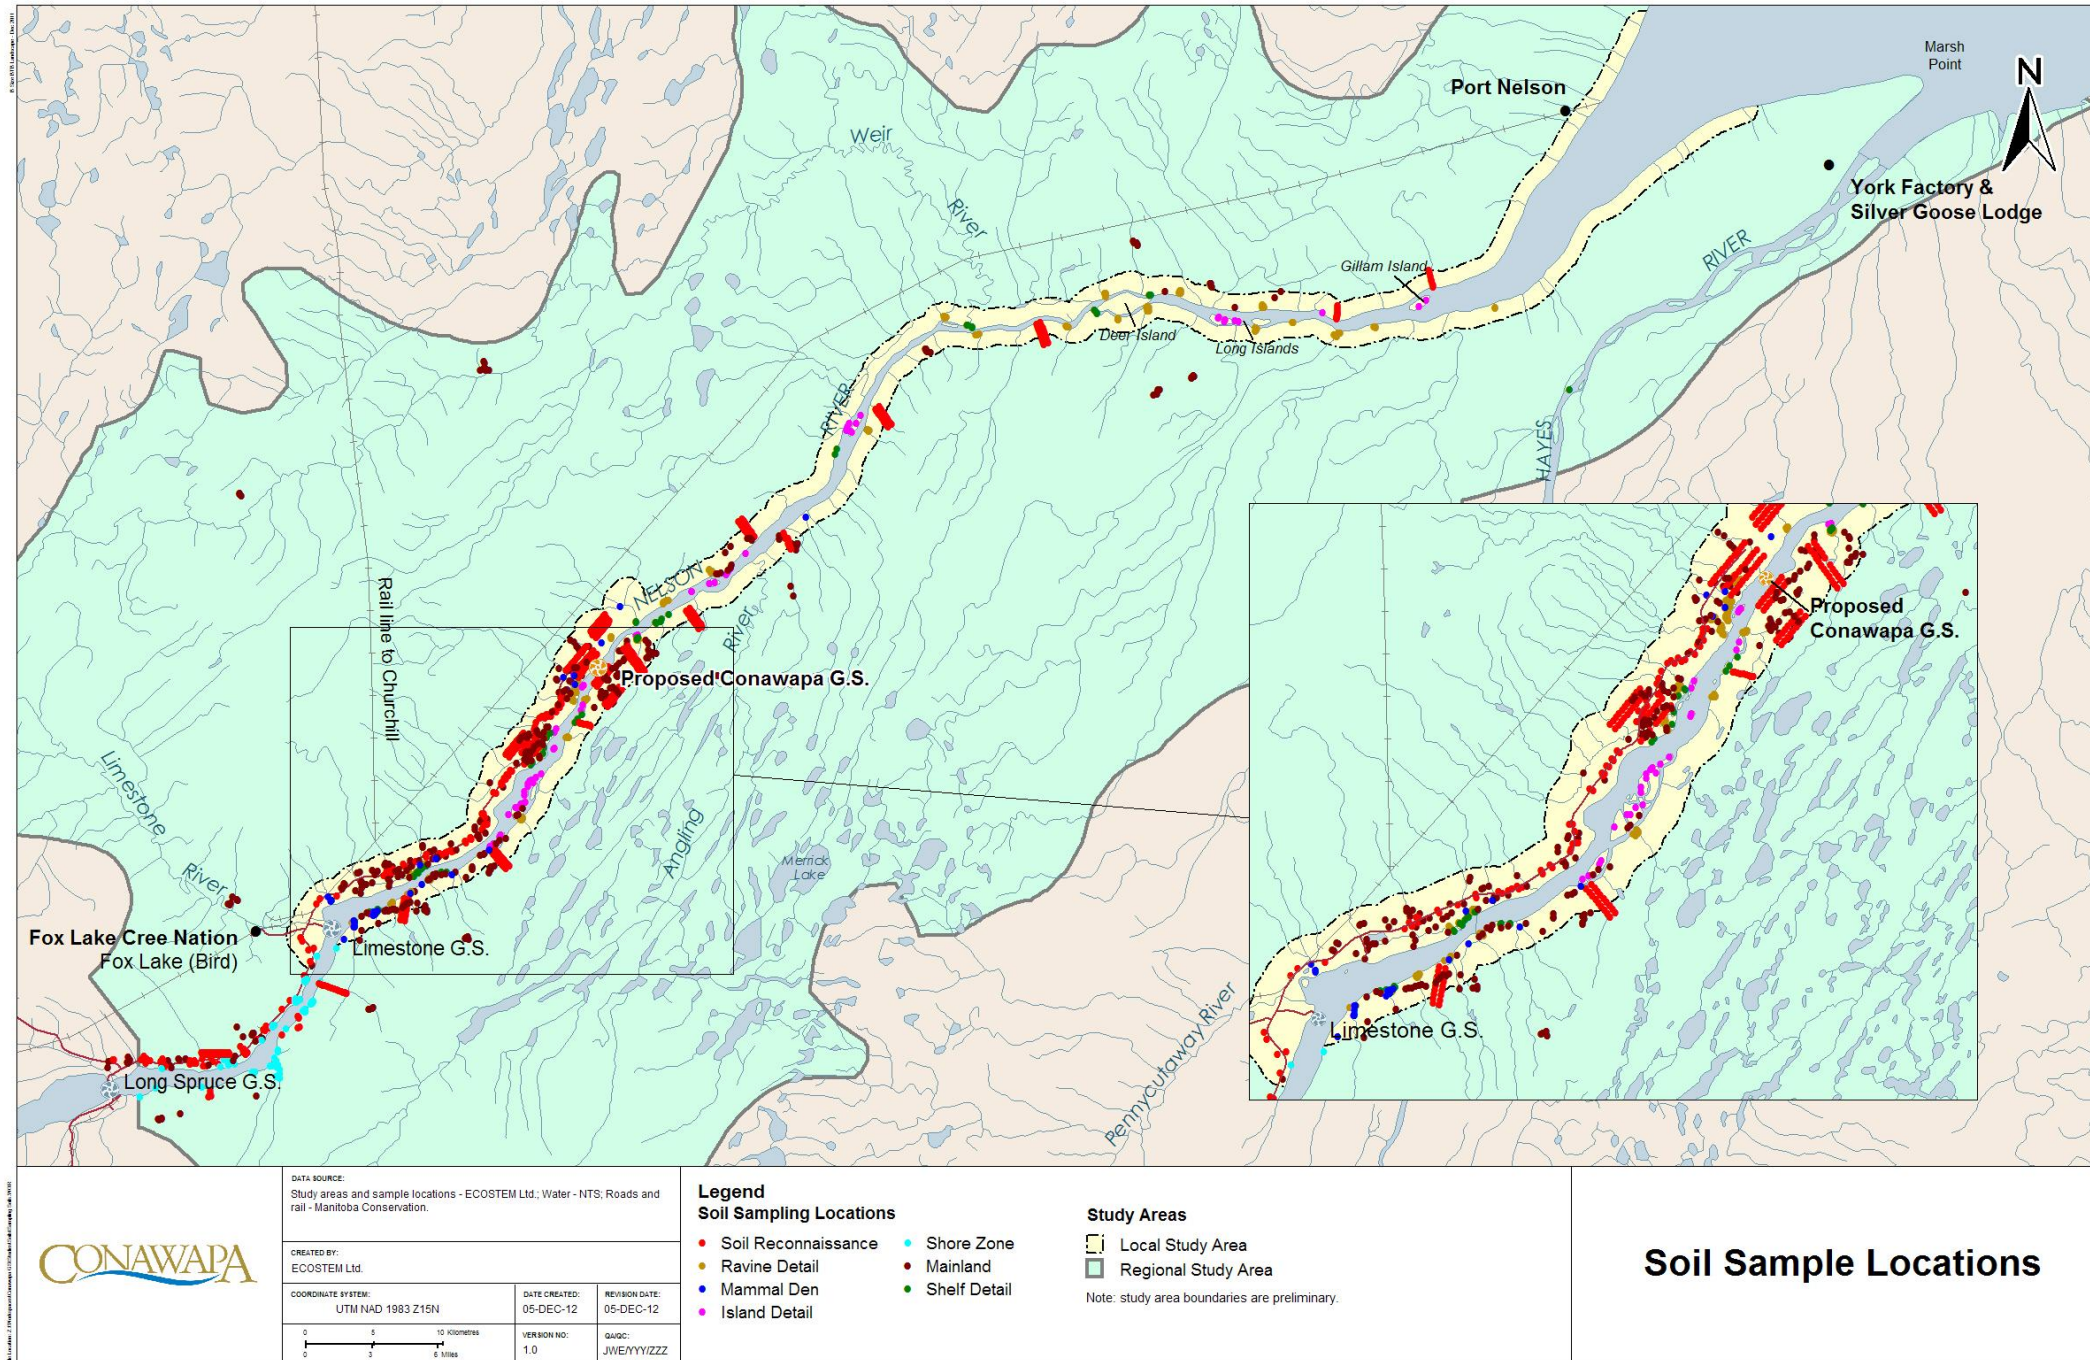 Marsh
Point
N
Port Nelson
Weir
River
York Factory &
Silver Goose Lodge
RIVER
Gillam Island
Deer Island
Long Islands
RIVER
HAYES
NELSON
River
Rail line to Churchill
Proposed Conawapa G.S.
Proposed
Conawapa G.S.
Limestone
River
Angling
Merrick
Lake
Fox Lake Cree Nation
Fox Lake (Bird)
Limestone G.S.
Limestone G.S.
Pennycutaway River
Long Spruce G.S.
CONAWAPA
DATA SOURCE:
Study areas and sample locations - ECOSTEM Ltd.; Water - NTS; Roads and
rail - Manitoba Conservation.
CREATED BY:
ECOSTEM Ltd.
COORDINATE SYSTEM:
UTM NAD 1983 Z15N
DATE CREATED:
05-DEC-12
REVISION DATE:
05-DEC-12
0 5 10 Kilometres
0 3 6 Miles
VERSION NO:
1.0
QA/QC:
JWE/YYY/ZZZ
Legend
Soil Sampling Locations
Soil Reconnaissance
Ravine Detail
Mammal Den
Island Detail
Shore Zone
Mainland
Shelf Detail
Study Areas
Local Study Area
Regional Study Area
Note: study area boundaries are preliminary.
Soil Sample Locations